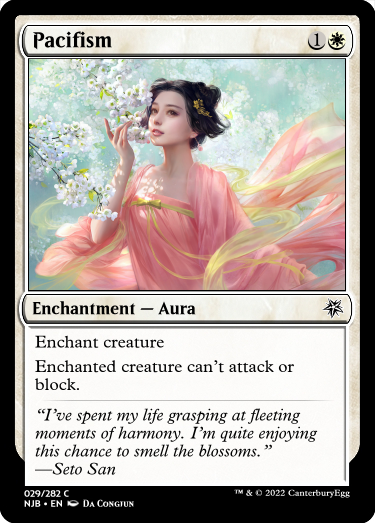 Pacifism 1
Enchantment — Aura
Enchant creature
Enchanted creature can't attack or
block.
"I've spent my life grasping at fleeting
moments of harmony. I'm quite enjoying
this chance to smell the blossoms."
—Seto San
029/282 C
NJB • EN Da Congjun
™ & © 2022 CanterburyEgg